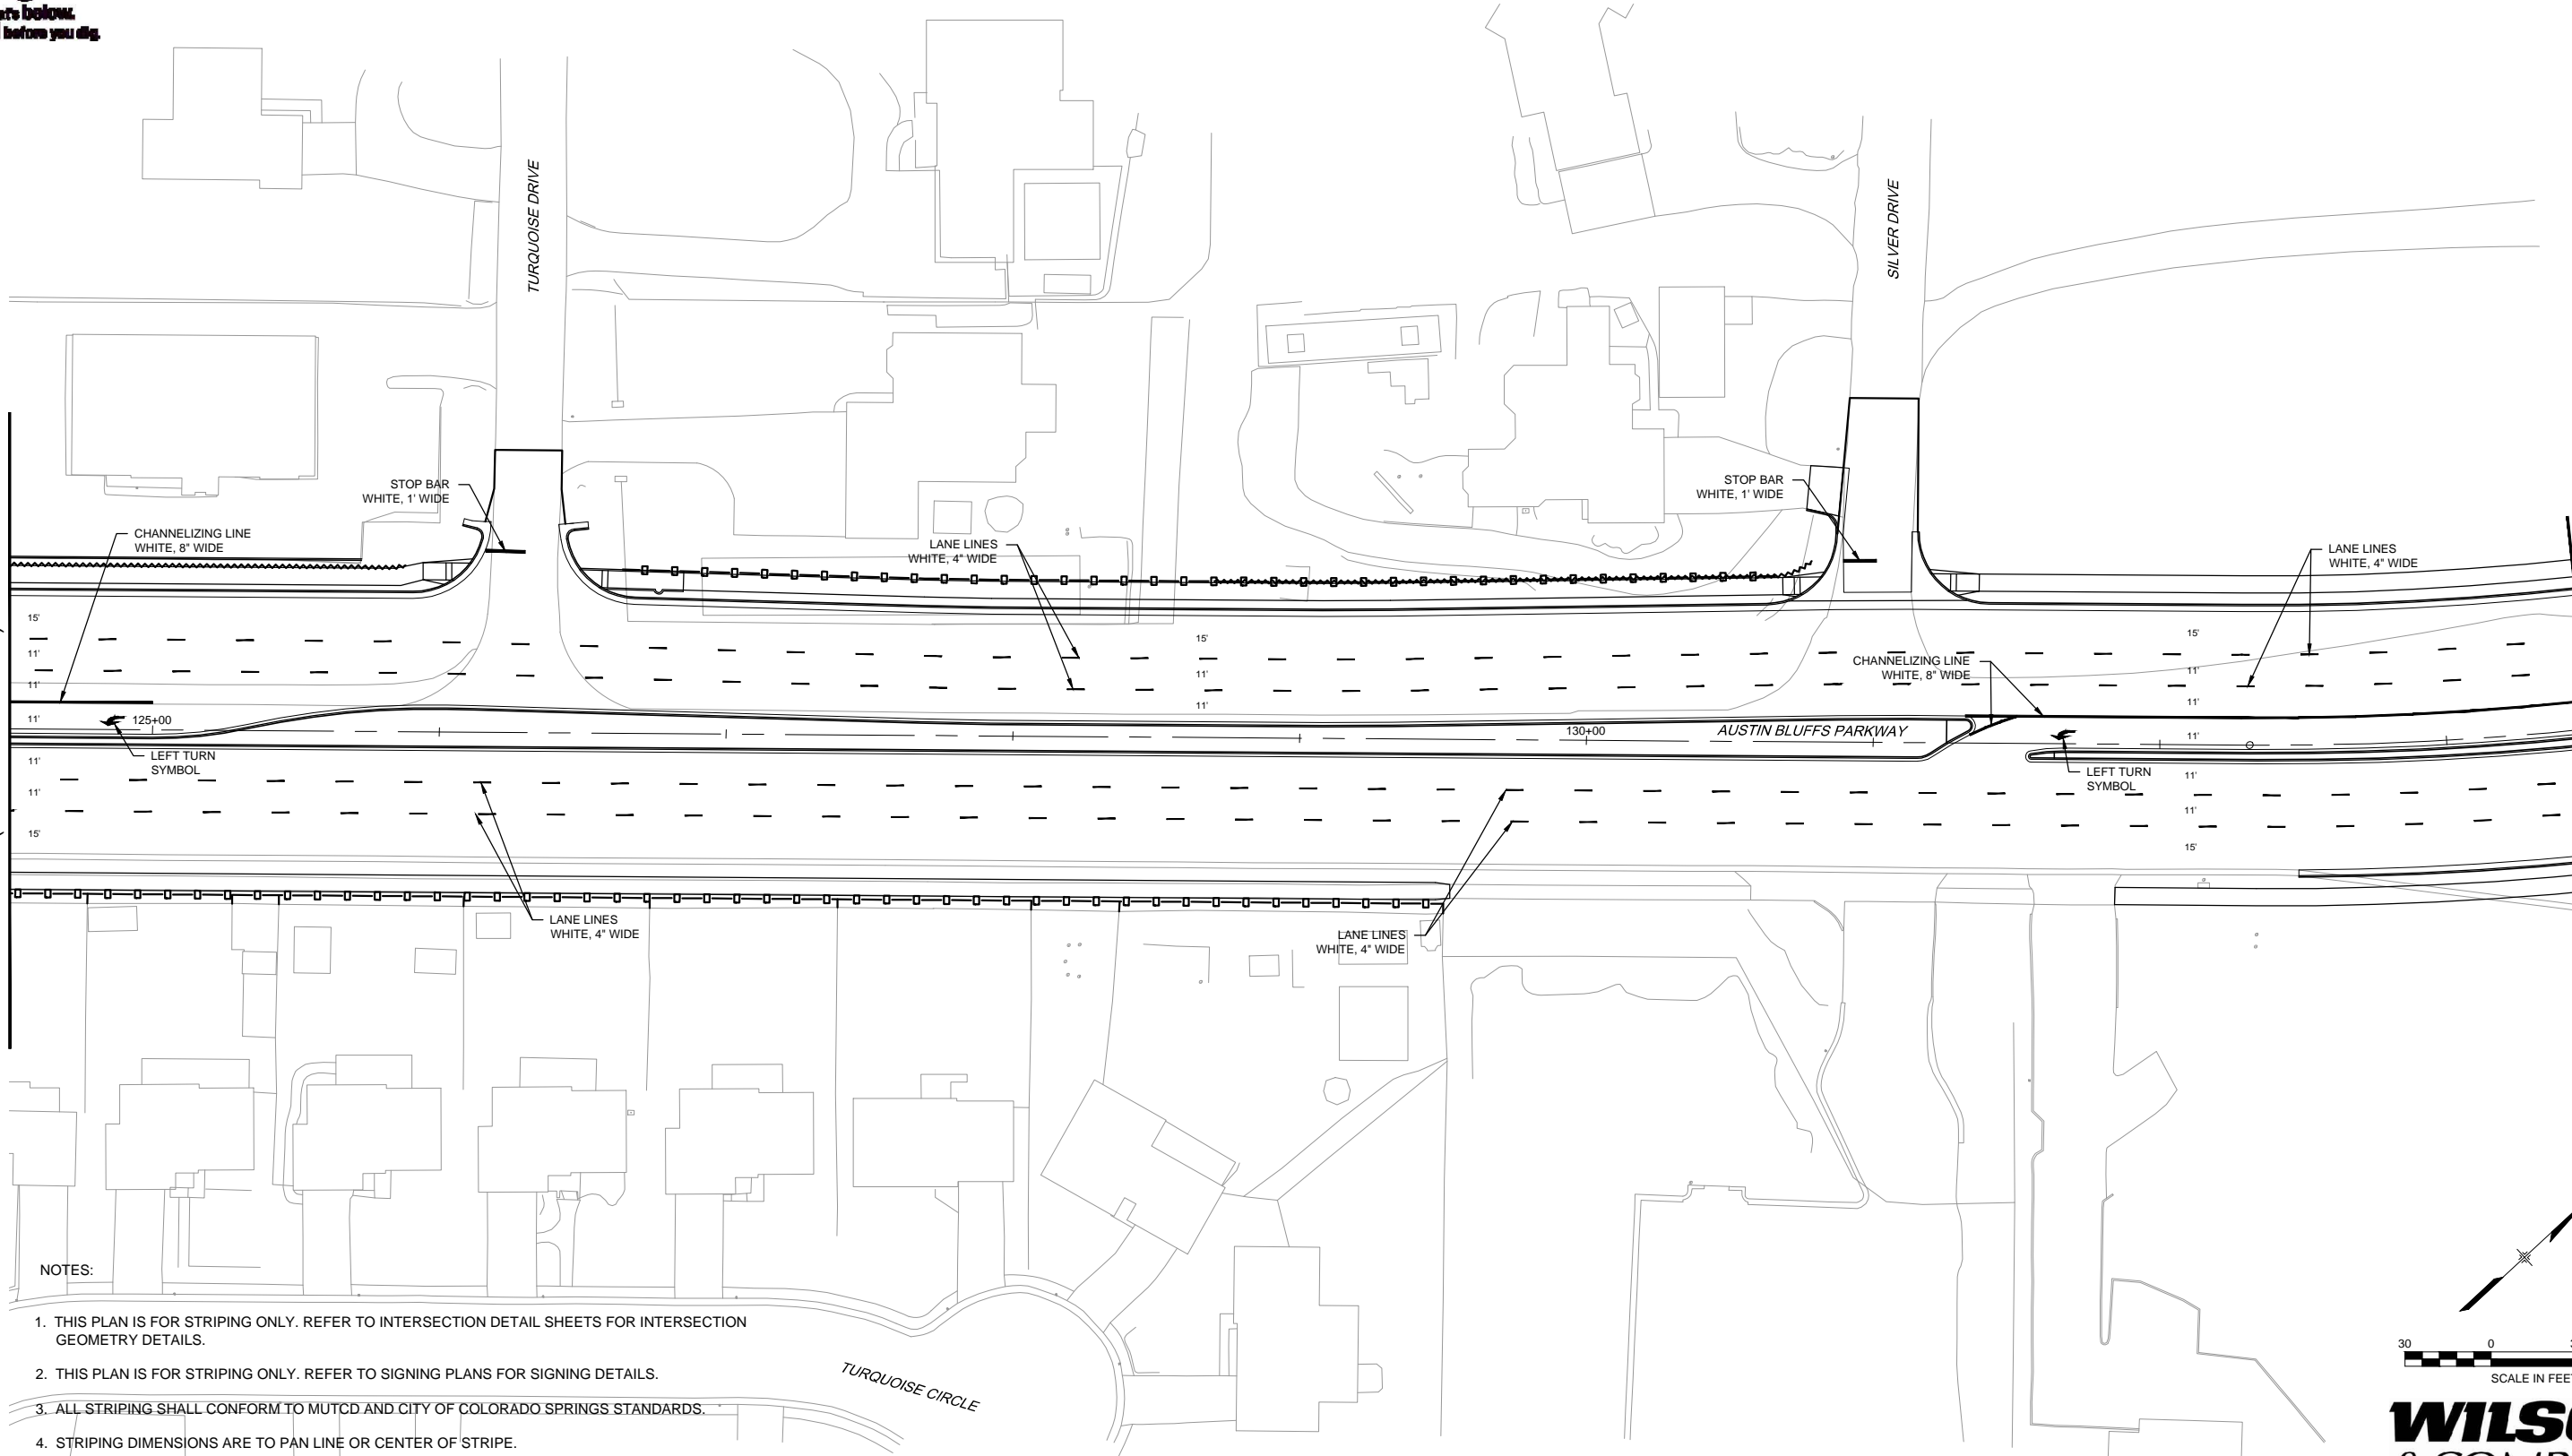 below.
before you dig.
TURQUOISE DRIVE
SILVER DRIVE
STOP BAR
WHITE, 1' WIDE
STOP BAR
WHITE, 1' WIDE
CHANNELIZING LINE
WHITE, 8" WIDE
LANE LINES
WHITE, 4" WIDE
LANE LINES
WHITE, 4" WIDE
15'
11'
11'
11'
15'
11'
11'
15'
11'
11'
11'
CHANNELIZING LINE
WHITE, 8" WIDE
125+00
130+00
AUSTIN BLUFFS PARKWAY
LEFT TURN
SYMBOL
LEFT TURN
SYMBOL
11'
11'
15'
11'
11'
15'
LANE LINES
WHITE, 4" WIDE
LANE LINES
WHITE, 4" WIDE
NOTES:
1. THIS PLAN IS FOR STRIPING ONLY. REFER TO INTERSECTION DETAIL SHEETS FOR INTERSECTION
GEOMETRY DETAILS.
2. THIS PLAN IS FOR STRIPING ONLY. REFER TO SIGNING PLANS FOR SIGNING DETAILS.
3. ALL STRIPING SHALL CONFORM TO MUTCD AND CITY OF COLORADO SPRINGS STANDARDS.
4. STRIPING DIMENSIONS ARE TO PAN LINE OR CENTER OF STRIPE.
TURQUOISE CIRCLE
30 0
SCALE IN FEET